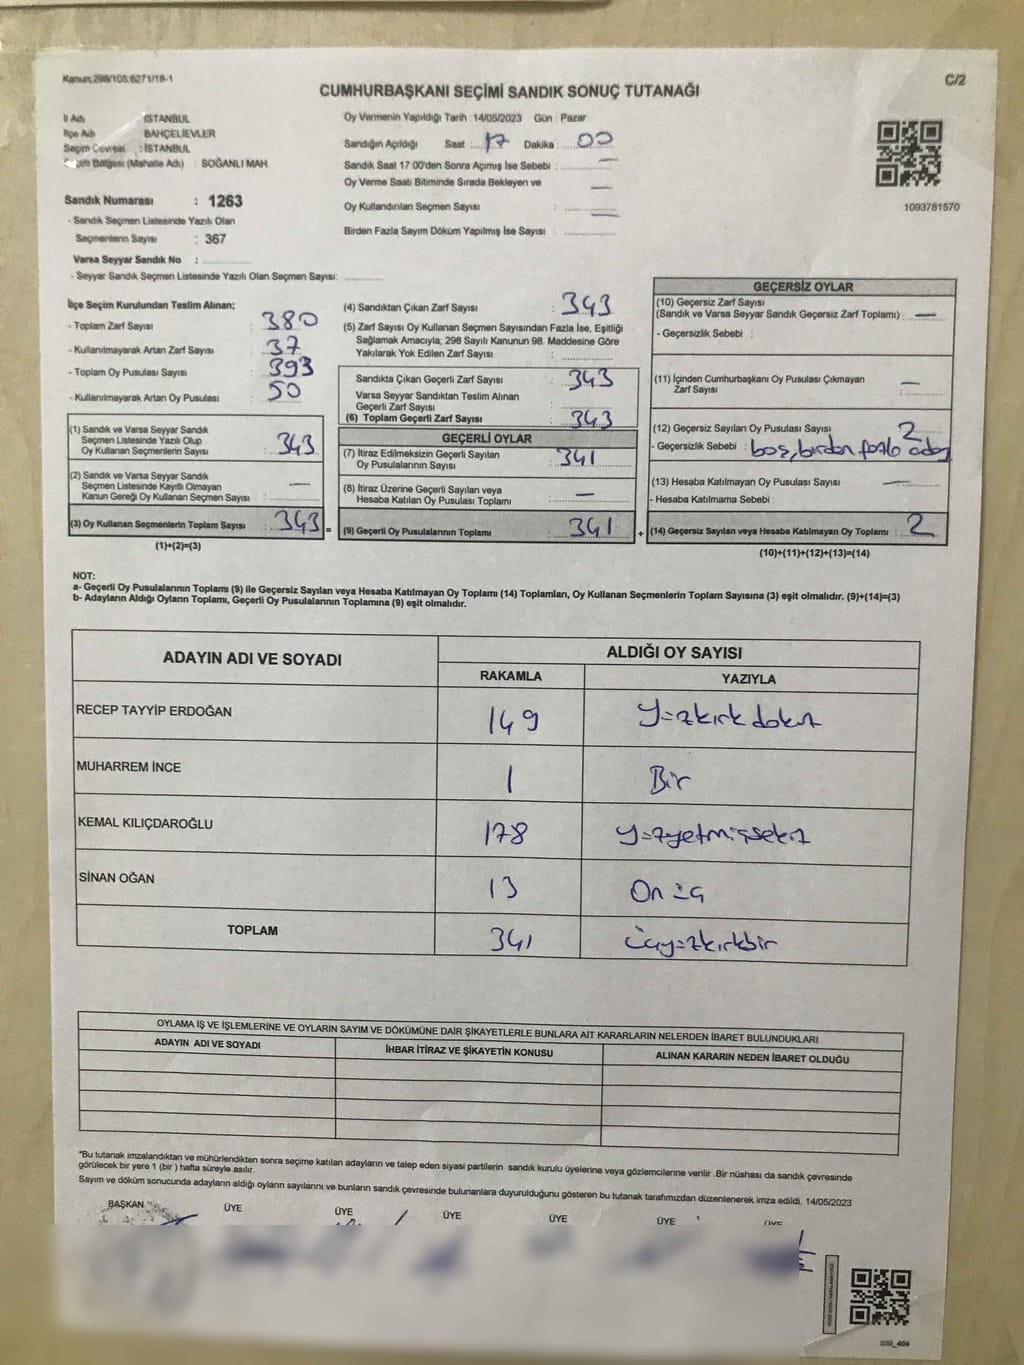 Kanun:298/105:6271/18-1
C/2
CUMHURBAŞKANI SEÇİMİ SANDIK SONUÇ TUTANAĞI
İl Adı : İSTANBUL
İlçe Adı : BAHÇELİEVLER
Seçim Çevresi : İSTANBUL
Seçim Bölgesi (Mahalle Adı) : SOĞANLI MAH.
Oy Vermenin Yapıldığı Tarih : 14/05/2023 Gün : Pazar
Sandığın Açıldığı Saat : 17 Dakika : 00
Sandık Saat 17:00'den Sonra Açımış İse Sebebi : —
Oy Verme Saati Bitiminde Sırada Bekleyen ve
Oy Kullandırılan Seçmen Sayısı : —
Birden Fazla Sayım Döküm Yapılmış İse Sayısı : —
1093781570
Sandık Numarası : 1263
- Sandık Seçmen Listesinde Yazılı Olan
Seçmenlerin Sayısı : 367
Varsa Seyyar Sandık No :
- Seyyar Sandık Seçmen Listesinde Yazılı Olan Seçmen Sayısı:
İlçe Seçim Kurulundan Teslim Alınan;
- Toplam Zarf Sayısı : 380
- Kullanılmayarak Artan Zarf Sayısı : 37
- Toplam Oy Pusulası Sayısı : 393
- Kullanılmayarak Artan Oy Pusulası : 50
(1) Sandık ve Varsa Seyyar Sandık
Seçmen Listesinde Yazılı Olup
Oy Kullanan Seçmenlerin Sayısı : 343
(2) Sandık ve Varsa Seyyar Sandık
Seçmen Listesinde Kayıtlı Olmayan
Kanun Gereği Oy Kullanan Seçmen Sayısı : —
(3) Oy Kullanan Seçmenlerin Toplam Sayısı : 343 =
(1)+(2)=(3)
(4) Sandıktan Çıkan Zarf Sayısı : 343
(5) Zarf Sayısı Oy Kullanan Seçmen Sayısından Fazla İse, Eşitliği
Sağlamak Amacıyla; 298 Sayılı Kanunun 98. Maddesine Göre
Yakılarak Yok Edilen Zarf Sayısı :
Sandıkta Çıkan Geçerli Zarf Sayısı : 343
Varsa Seyyar Sandıktan Teslim Alınan
Geçerli Zarf Sayısı :
(6) Toplam Geçerli Zarf Sayısı : 343
GEÇERLİ OYLAR
(7) İtiraz Edilmeksizin Geçerli Sayılan
Oy Pusulalarının Sayısı : 341
(8) İtiraz Üzerine Geçerli Sayılan veya
Hesaba Katılan Oy Pusulası Toplamı : —
(9) Geçerli Oy Pusulalarının Toplamı : 341 +
GEÇERSİZ OYLAR
(10) Geçersiz Zarf Sayısı
(Sandık ve Varsa Seyyar Sandık Geçersiz Zarf Toplamı) : —
- Geçersizlik Sebebi :
(11) İçinden Cumhurbaşkanı Oy Pusulası Çıkmayan
Zarf Sayısı : —
(12) Geçersiz Sayılan Oy Pusulası Sayısı : 2
- Geçersizlik Sebebi : boş, birden fazla aday
(13) Hesaba Katılmayan Oy Pusulası Sayısı : —
- Hesaba Katılmama Sebebi :
(14) Geçersiz Sayılan veya Hesaba Katılmayan Oy Toplamı : 2
(10)+(11)+(12)+(13)=(14)
NOT:
a- Geçerli Oy Pusulalarının Toplamı (9) ile Geçersiz Sayılan veya Hesaba Katılmayan Oy Toplamı (14) Toplamları, Oy Kullanan Seçmenlerin Toplam Sayısına (3) eşit olmalıdır. (9)+(14)=(3)
b- Adayların Aldığı Oyların Toplamı, Geçerli Oy Pusulalarının Toplamına (9) eşit olmalıdır.
ADAYIN ADI VE SOYADI
ALDIĞI OY SAYISI
RAKAMLA YAZIYLA
RECEP TAYYİP ERDOĞAN 149 Yüzkırkdokuz
MUHARREM İNCE 1 Bir
KEMAL KILIÇDAROĞLU 178 Yüzyetmişsekiz
SİNAN OĞAN 13 Onüç
TOPLAM 341 Üçyüzkırkbir
OYLAMA İŞ VE İŞLEMLERİNE VE OYLARIN SAYIM VE DÖKÜMÜNE DAİR ŞİKAYETLERLE BUNLARA AİT KARARLARIN NELERDEN İBARET BULUNDUKLARI
ADAYIN ADI VE SOYADI İHBAR İTİRAZ VE ŞİKAYETİN KONUSU ALINAN KARARIN NEDEN İBARET OLDUĞU
*Bu tutanak imzalandıktan ve mühürlendikten sonra seçime katılan adayların ve talep eden siyasi partilerin sandık kurulu üyelerine veya gözlemcilerine verilir .Bir nüshası da sandık çevresinde
görülecek bir yere 1 (bir ) hafta süreyle asılır.
Sayım ve döküm sonucunda adayların aldığı oyların sayılarını ve bunların sandık çevresinde bulunanlara duyurulduğunu gösteren bu tutanak tarafımızdan düzenlenerek imza edildi. 14/05/2023
BAŞKAN ÜYE ÜYE ÜYE ÜYE ÜYE ÜYE
SSI_404